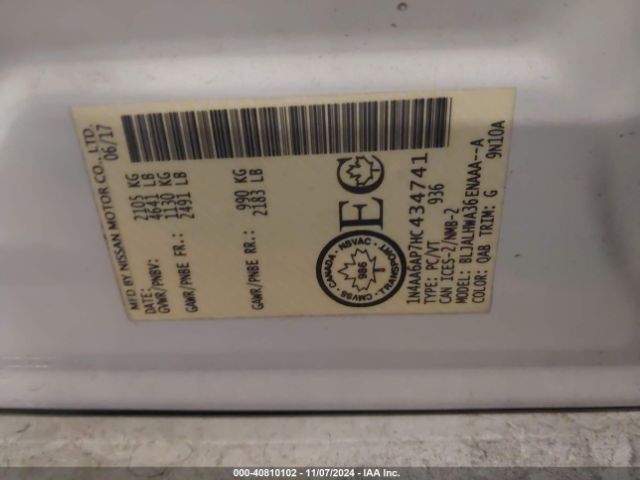 MFD BY NISSAN MOTOR CO., LTD.
DATE: 06/17
GVWR/PNBV: 2105 KG
4641 LB
GAWR/PNBE FR.: 1130 KG
2491 LB
GAWR/PNBE RR.: 990 KG
2183 LB
EC
CANADA · NSVAC · TRANSPORT · CMVSS
986
1N4AA6AP7HC434741
TYPE: PC/VT 936
CAN ICES-2/NMB-2
MODEL: BLJALHWA36ENAAA--A
COLOR: QAB TRIM: G 9N10A
000-40810102 - 11/07/2024 - IAA Inc.